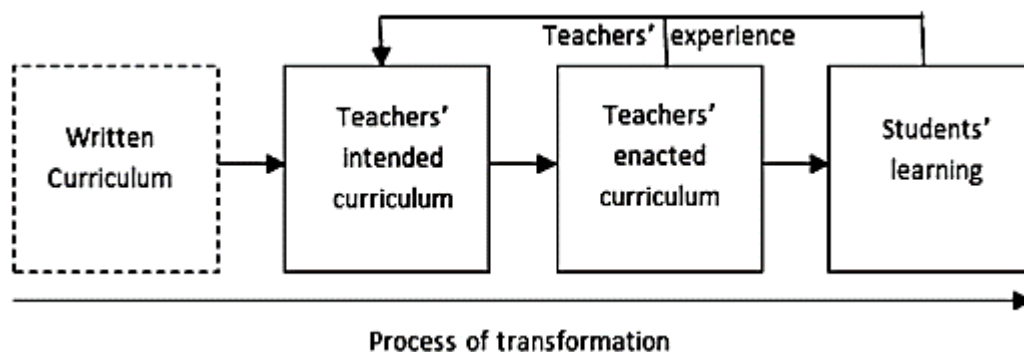 Teachers’ experience
Written
Curriculum
Teachers’
intended
curriculum
Teachers’
enacted
curriculum
Students’
learning
Process of transformation